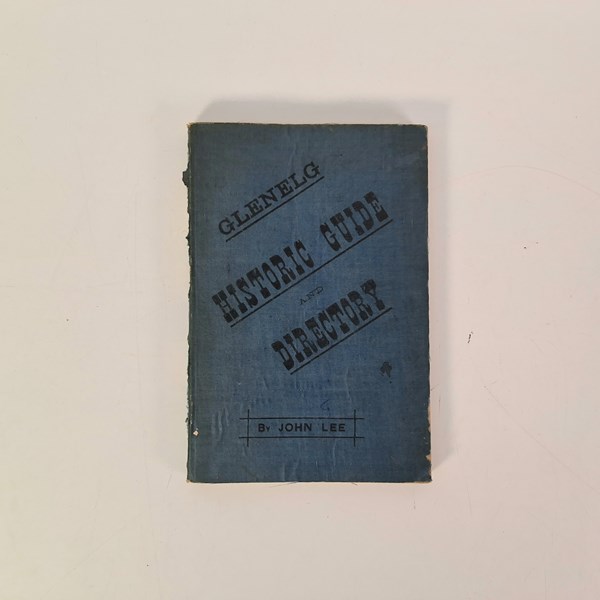 GLENELG
HISTORIC GUIDE
AND
DIRECTORY
By JOHN LEE